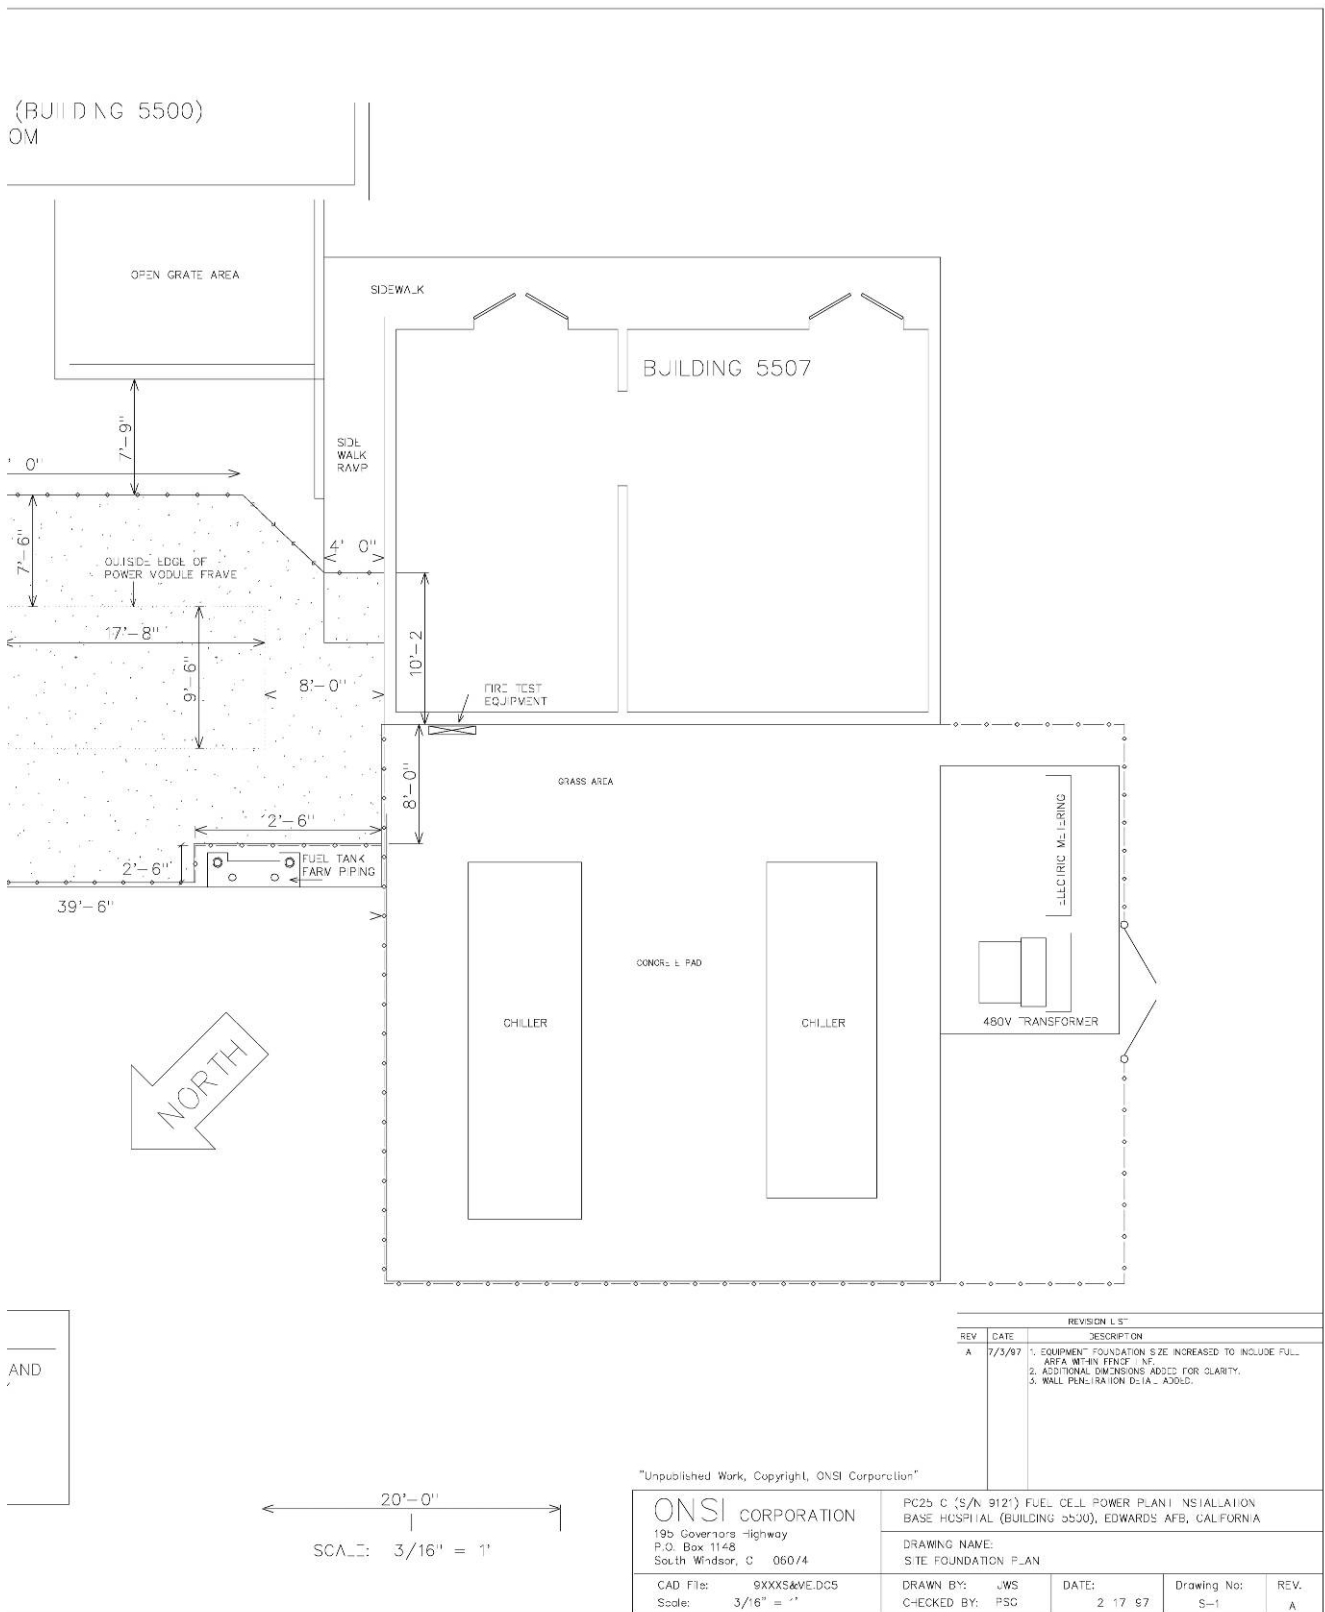 (BUILDING 5500)
OM
OPEN GRATE AREA
SIDEWALK
BUILDING 5507
7'-9"
SIDE
WALK
RAMP
' 0"
7'-6"
4' 0"
OUTSIDE EDGE OF
POWER MODULE FRAME
17'-8"
10'-2
9'-6"
8'-0"
FIRE TEST
EQUIPMENT
8'-0"
GRASS AREA
ELECTRIC METERING
2'-6"
2'-6"
FUEL TANK
FARM PIPING
39'-6"
CONCRETE PAD
CHILLER
CHILLER
480V TRANSFORMER
NORTH
AND
REVISION LIST
REV DATE DESCRIPTION
A 7/3/97 1. EQUIPMENT FOUNDATION SIZE INCREASED TO INCLUDE FULL
AREA WITHIN FENCE LINE.
2. ADDITIONAL DIMENSIONS ADDED FOR CLARITY.
3. WALL PENETRATION DETAIL ADDED.
"Unpublished Work, Copyright, ONSI Corporation"
20'-0"
SCALE: 3/16" = 1'
ONSI CORPORATION
195 Governors Highway
P.O. Box 1148
South Windsor, C 06074
PC25 C (S/N 9121) FUEL CELL POWER PLANT INSTALLATION
BASE HOSPITAL (BUILDING 5500), EDWARDS AFB, CALIFORNIA
DRAWING NAME:
SITE FOUNDATION PLAN
CAD File: 9XXXS&VE.DC5
Scale: 3/16" = 1'
DRAWN BY: JWS
CHECKED BY: PSC
DATE:
2 17 97
Drawing No:
S-1
REV.
A